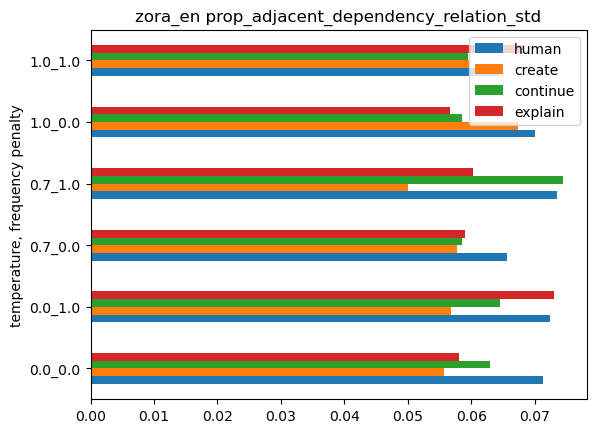 zora_en prop_adjacent_dependency_relation_std
temperature, frequency penalty
1.0_1.0
1.0_0.0
0.7_1.0
0.7_0.0
0.0_1.0
0.0_0.0
human
create
continue
explain
0.00 0.01 0.02 0.03 0.04 0.05 0.06 0.07